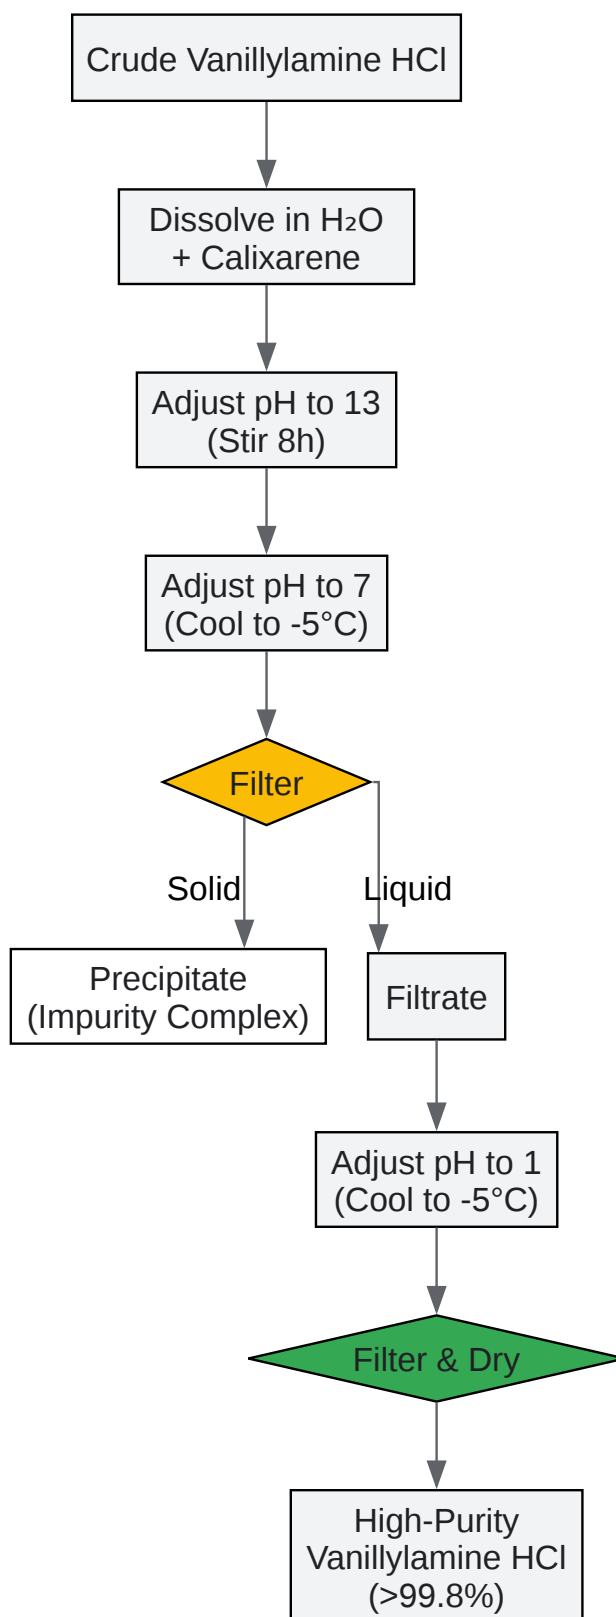 Crude Vanillylamine HCl
Dissolve in H₂O
+ Calixarene
Adjust pH to 13
(Stir 8h)
Adjust pH to 7
(Cool to -5°C)
Filter
Solid
Liquid
Precipitate
(Impurity Complex)
Filtrate
Adjust pH to 1
(Cool to -5°C)
Filter & Dry
High-Purity
Vanillylamine HCl
(>99.8%)